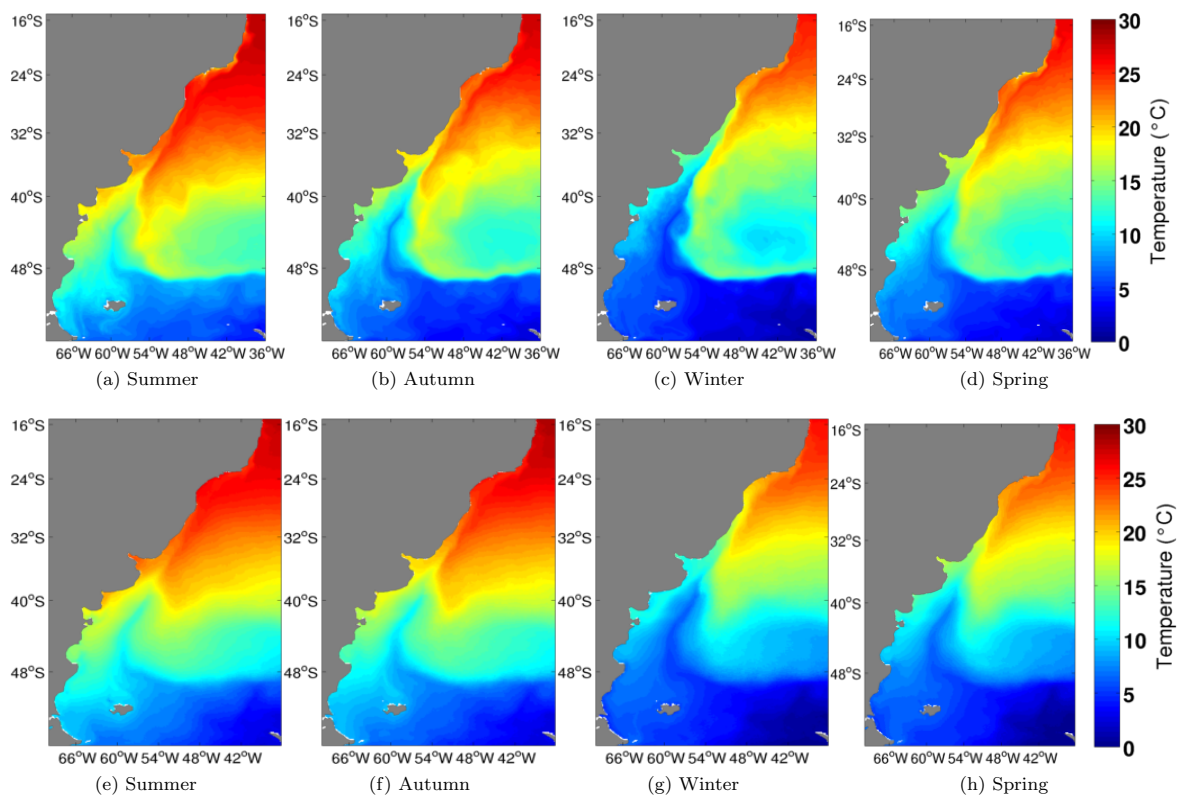 16°S
24°S
32°S
40°S
48°S
66°W 60°W 54°W 48°W 42°W 36°W
(a) Summer
16°S
24°S
32°S
40°S
48°S
66°W 60°W 54°W 48°W 42°W 36°W
(b) Autumn
16°S
24°S
32°S
40°S
48°S
66°W 60°W 54°W 48°W 42°W 36°W
(c) Winter
16°S
24°S
32°S
40°S
48°S
66°W 60°W 54°W 48°W 42°W 36°W
(d) Spring
30
25
20
15
10
5
0
Temperature (°C)
16°S
24°S
32°S
40°S
48°S
66°W 60°W 54°W 48°W 42°W
(e) Summer
16°S
24°S
32°S
40°S
48°S
66°W 60°W 54°W 48°W 42°W
(f) Autumn
16°S
24°S
32°S
40°S
48°S
66°W 60°W 54°W 48°W 42°W
(g) Winter
16°S
24°S
32°S
40°S
48°S
66°W 60°W 54°W 48°W 42°W
(h) Spring
30
25
20
15
10
5
0
Temperature (°C)